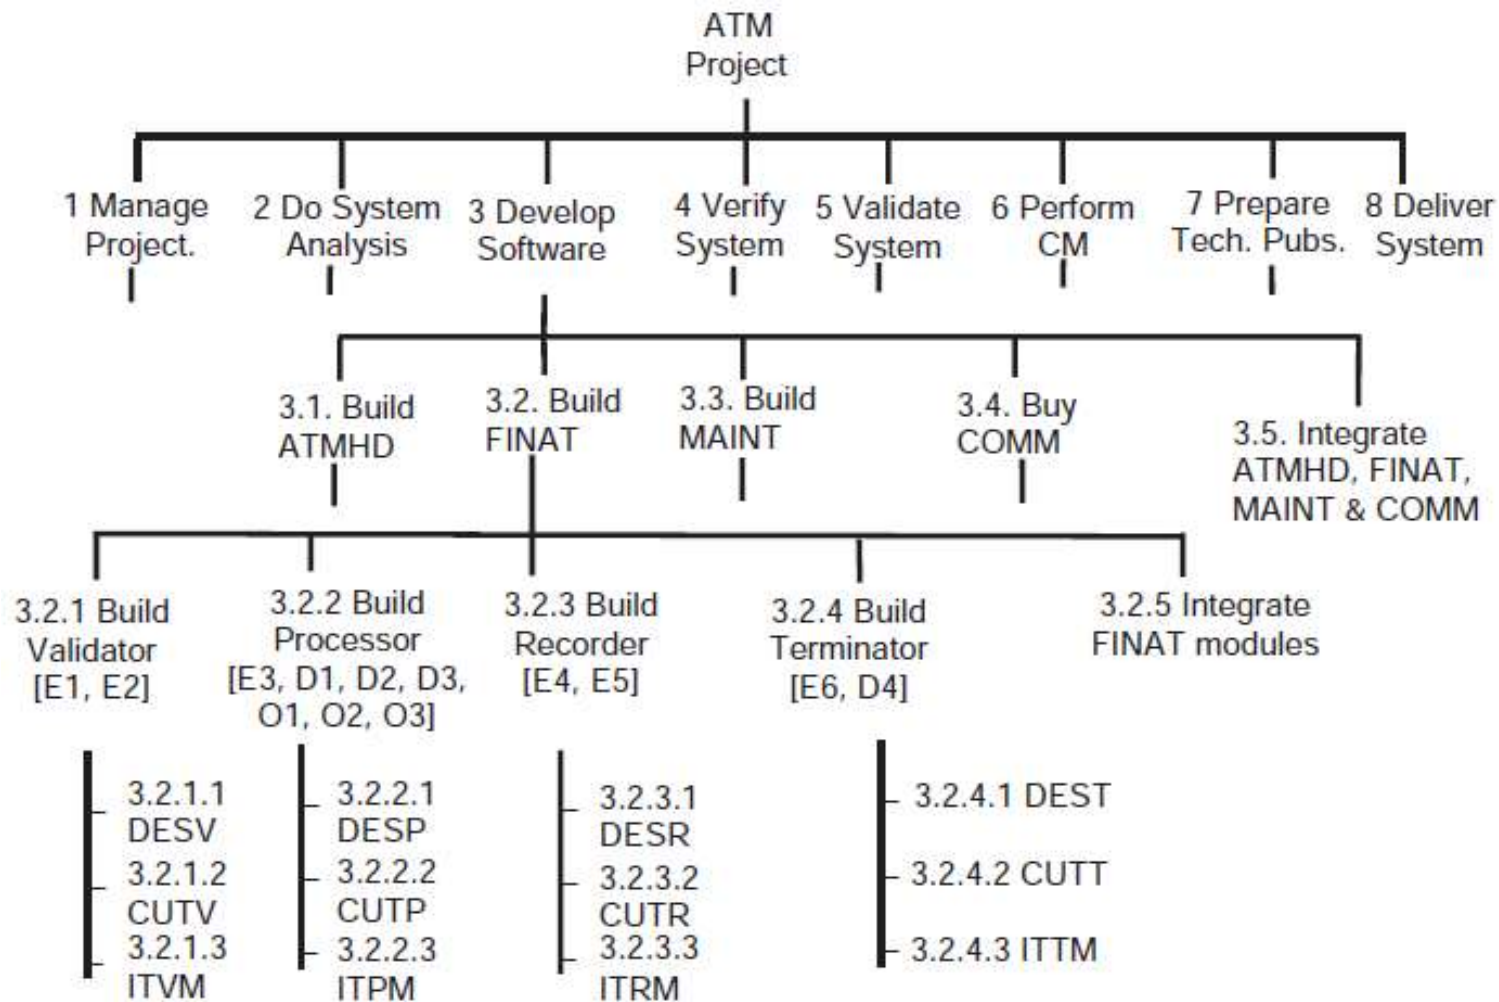 ATM
Project
1 Manage
Project.
2 Do System
Analysis
3 Develop
Software
4 Verify
System
5 Validate
System
6 Perform
CM
7 Prepare
Tech. Pubs.
8 Deliver
System
3.1. Build
ATMHD
3.2. Build
FINAT
3.3. Build
MAINT
3.4. Buy
COMM
3.5. Integrate
ATMHD, FINAT,
MAINT & COMM
3.2.1 Build
Validator
[E1, E2]
3.2.2 Build
Processor
[E3, D1, D2, D3,
O1, O2, O3]
3.2.3 Build
Recorder
[E4, E5]
3.2.4 Build
Terminator
[E6, D4]
3.2.5 Integrate
FINAT modules
3.2.1.1
DESV
3.2.1.2
CUTV
3.2.1.3
ITVM
3.2.2.1
DESP
3.2.2.2
CUTP
3.2.2.3
ITPM
3.2.3.1
DESR
3.2.3.2
CUTR
3.2.3.3
ITRM
3.2.4.1 DEST
3.2.4.2 CUTT
3.2.4.3 ITTM